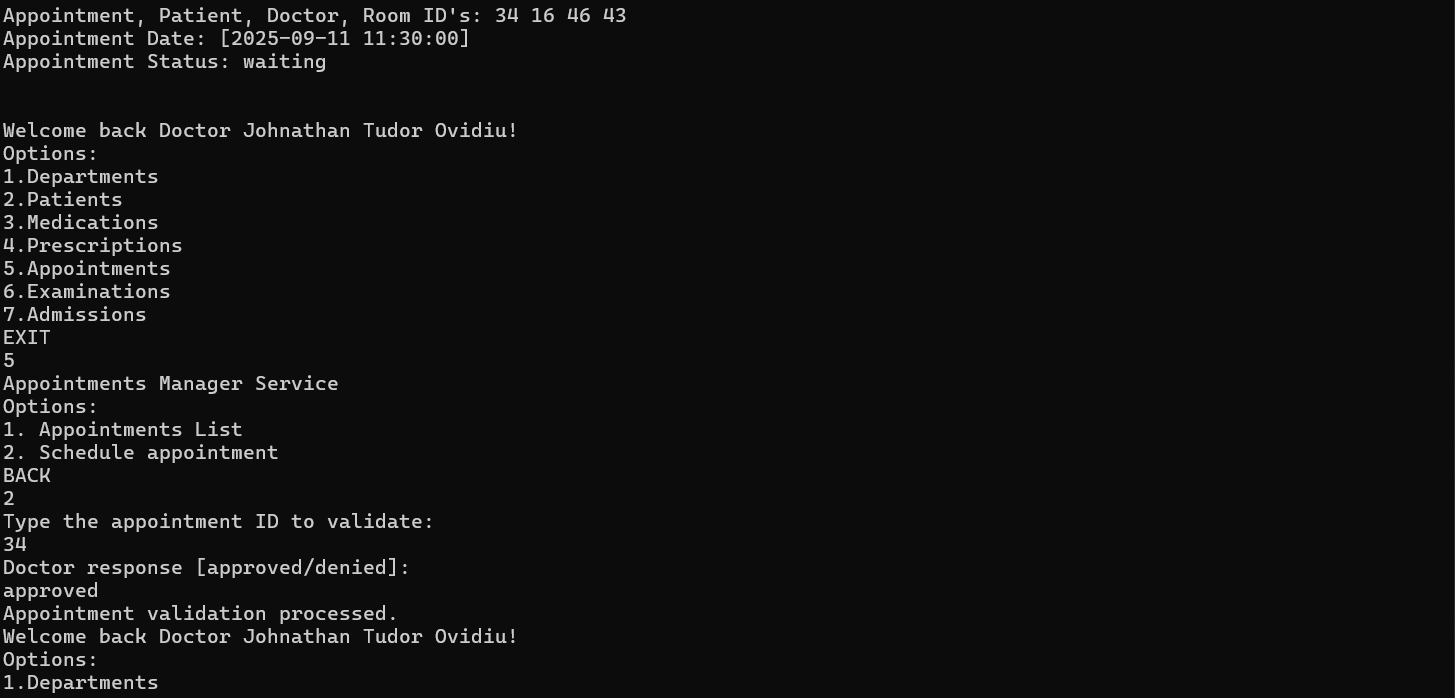 Appointment, Patient, Doctor, Room ID's: 34 16 46 43
Appointment Date: [2025-09-11 11:30:00]
Appointment Status: waiting
Welcome back Doctor Johnathan Tudor Ovidiu!
Options:
1.Departments
2.Patients
3.Medications
4.Prescriptions
5.Appointments
6.Examinations
7.Admissions
EXIT
5
Appointments Manager Service
Options:
1. Appointments List
2. Schedule appointment
BACK
2
Type the appointment ID to validate:
34
Doctor response [approved/denied]:
approved
Appointment validation processed.
Welcome back Doctor Johnathan Tudor Ovidiu!
Options:
1.Departments